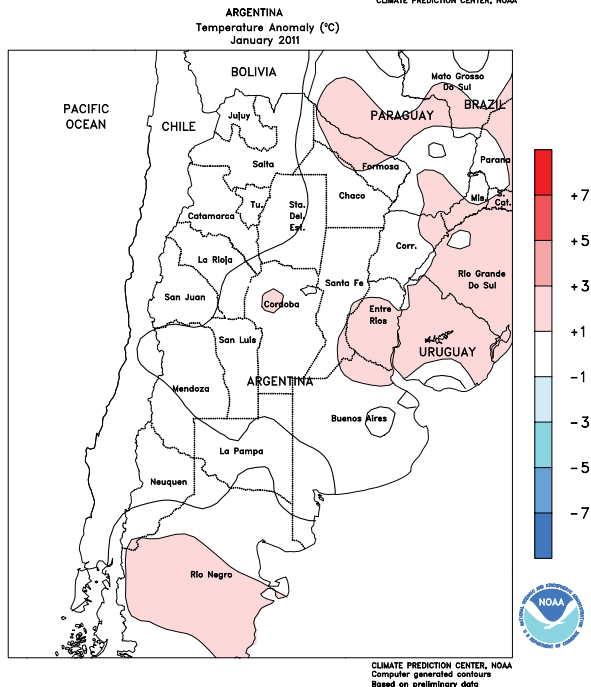 CLIMATE PREDICTION CENTER, NOAA
ARGENTINA
Temperature Anomaly (°C)
January 2011
BOLIVIA
Mato Grosso
Do Sul
PACIFIC
OCEAN
CHILE
Jujuy
PARAGUAY
BRAZIL
Salta
Formosa
Parana
Chaco
Mis.
S.
Cat.
Catamarca
Tu.
Sta.
Del
Est.
La Rioja
Corr.
San Juan
Cordoba
Santa Fe
Rio Grande
Do Sul
Entre
Rios
San Luis
URUGUAY
Mendoza
ARGENTINA
Buenos Aires
La Pampa
Neuquen
Rio Negro
+7
+5
+3
+1
−1
−3
−5
−7
NOAA
CLIMATE PREDICTION CENTER, NOAA
Computer generated contours
Based on preliminary data